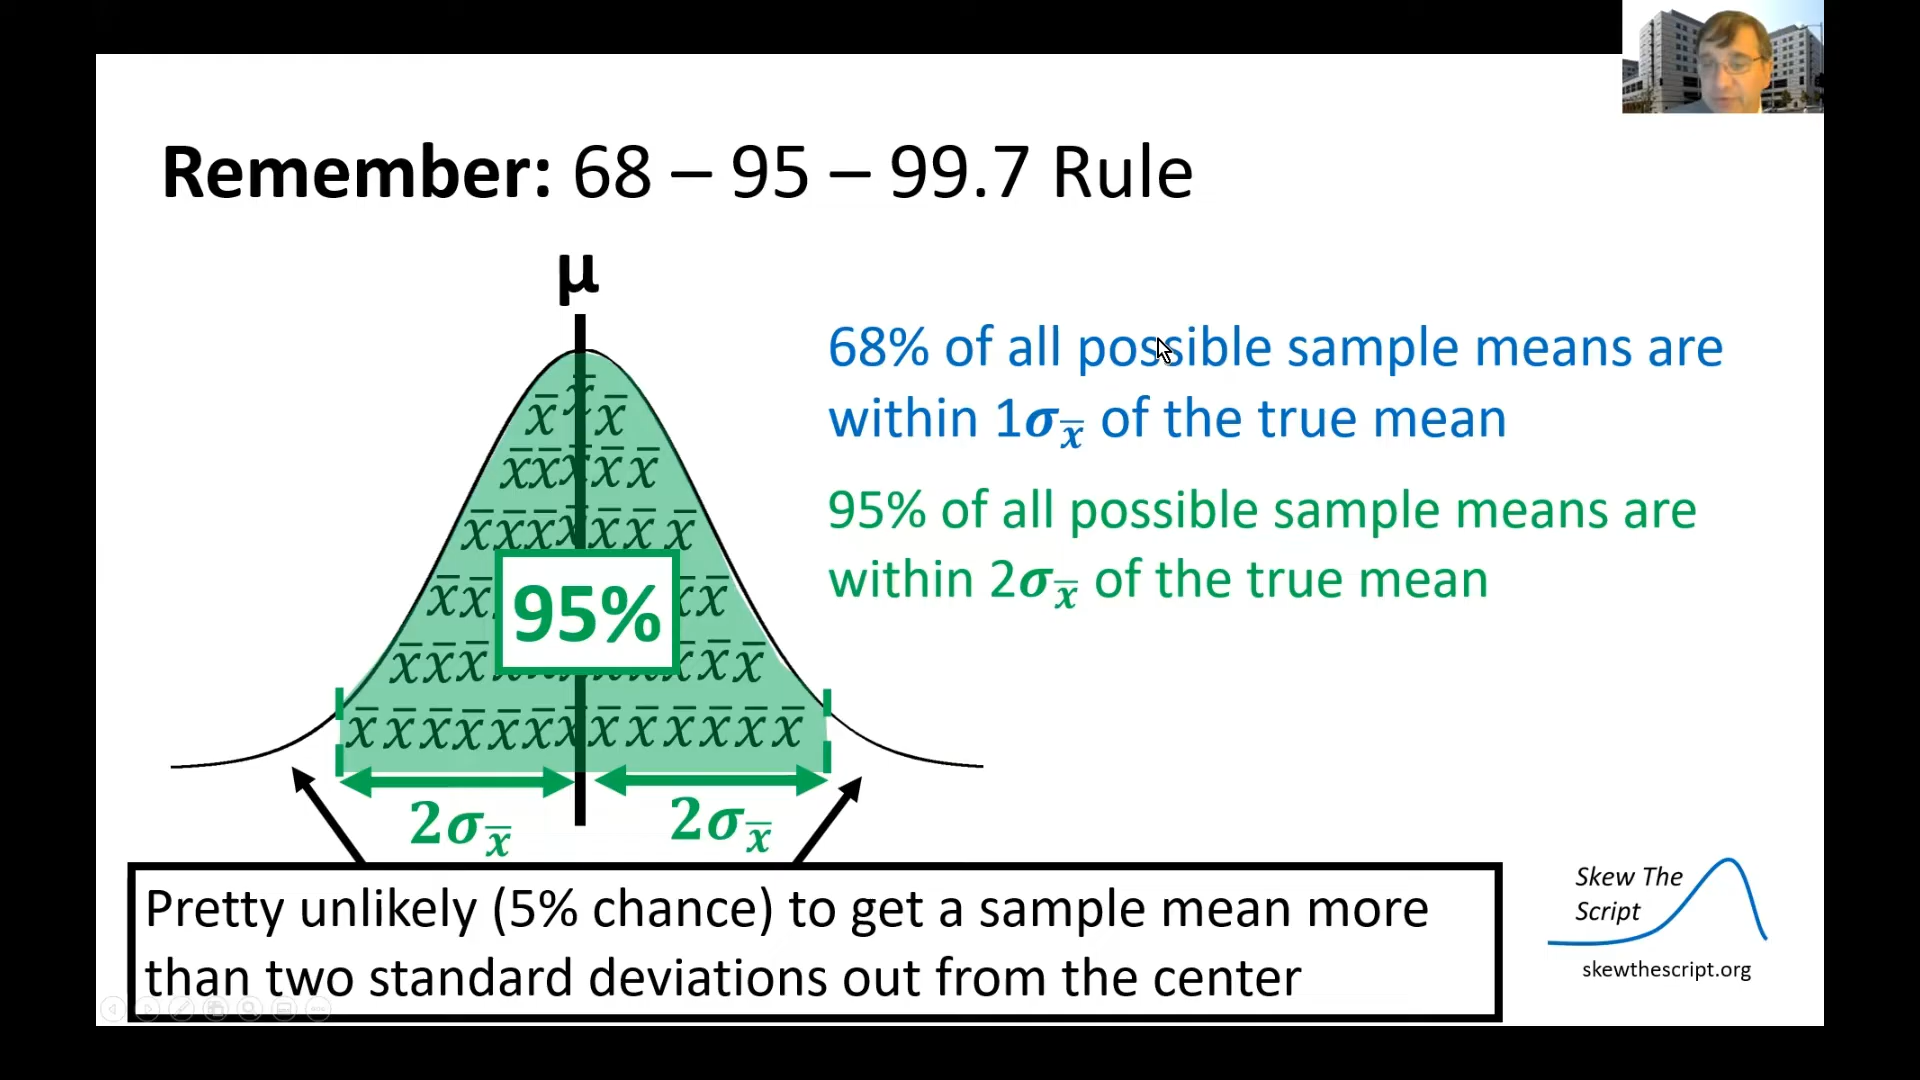 Remember: 68 – 95 – 99.7 Rule
μ
68% of all possible sample means are
within 1σx̅ of the true mean
95% of all possible sample means are
within 2σx̅ of the true mean
x̅ x̅ x̅
x̅ x̅ x̅ x̅ x̅
x̅ x̅ x̅ x̅ x̅ x̅ x̅
x̅ x̅ x̅ x̅
95%
x̅ x̅ x̅ x̅ x̅ x̅
x̅ x̅ x̅ x̅ x̅ x̅ x̅ x̅ x̅ x̅ x̅ x̅ x̅
2σx̅ 2σx̅
Pretty unlikely (5% chance) to get a sample mean more
than two standard deviations out from the center
Skew The
Script
skewthescript.org